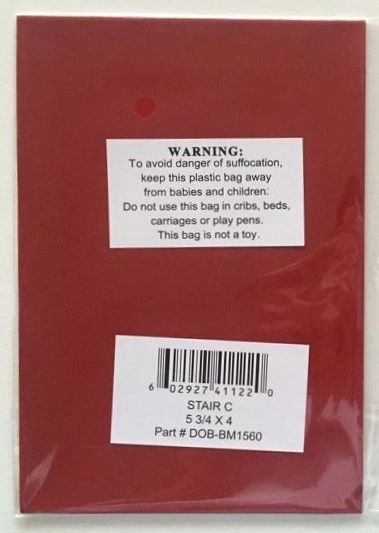 WARNING:
To avoid danger of suffocation,
keep this plastic bag away
from babies and children.
Do not use this bag in cribs, beds,
carriages or play pens.
This bag is not a toy.
6 02927 41122 0
STAIR C
5 3/4 X 4
Part # DOB-BM1560